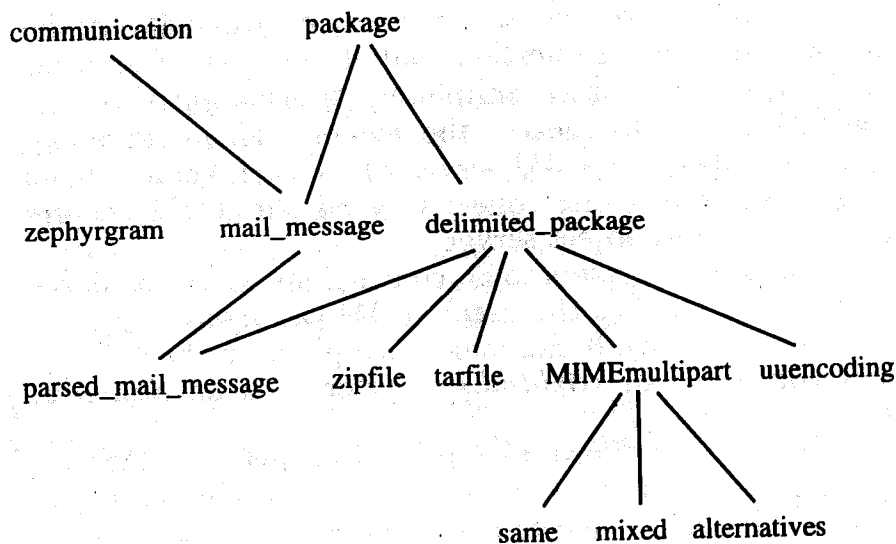 communication package
zephyrgram mail_message delimited_package
parsed_mail_message zipfile tarfile MIMEmultipart uuencoding
same mixed alternatives